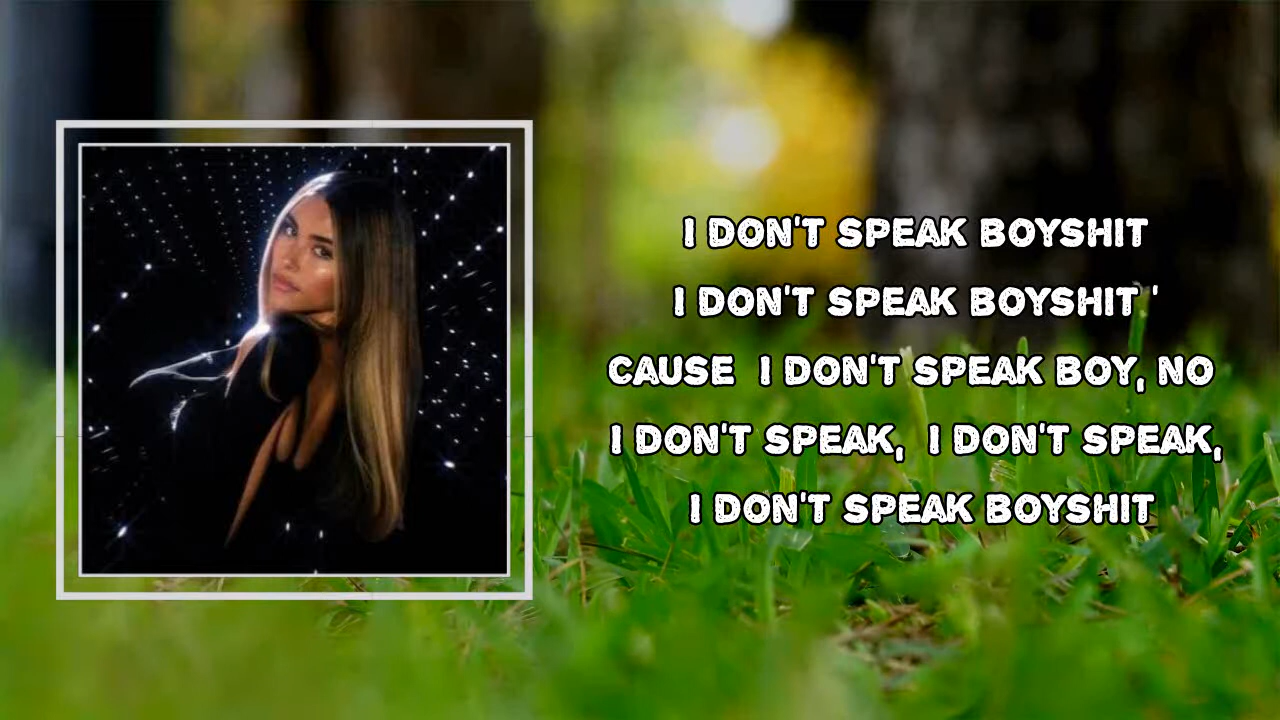 I DON'T SPEAK BOYSHIT
I DON'T SPEAK BOYSHIT '
CAUSE I DON'T SPEAK BOY, NO
I DON'T SPEAK, I DON'T SPEAK,
I DON'T SPEAK BOYSHIT